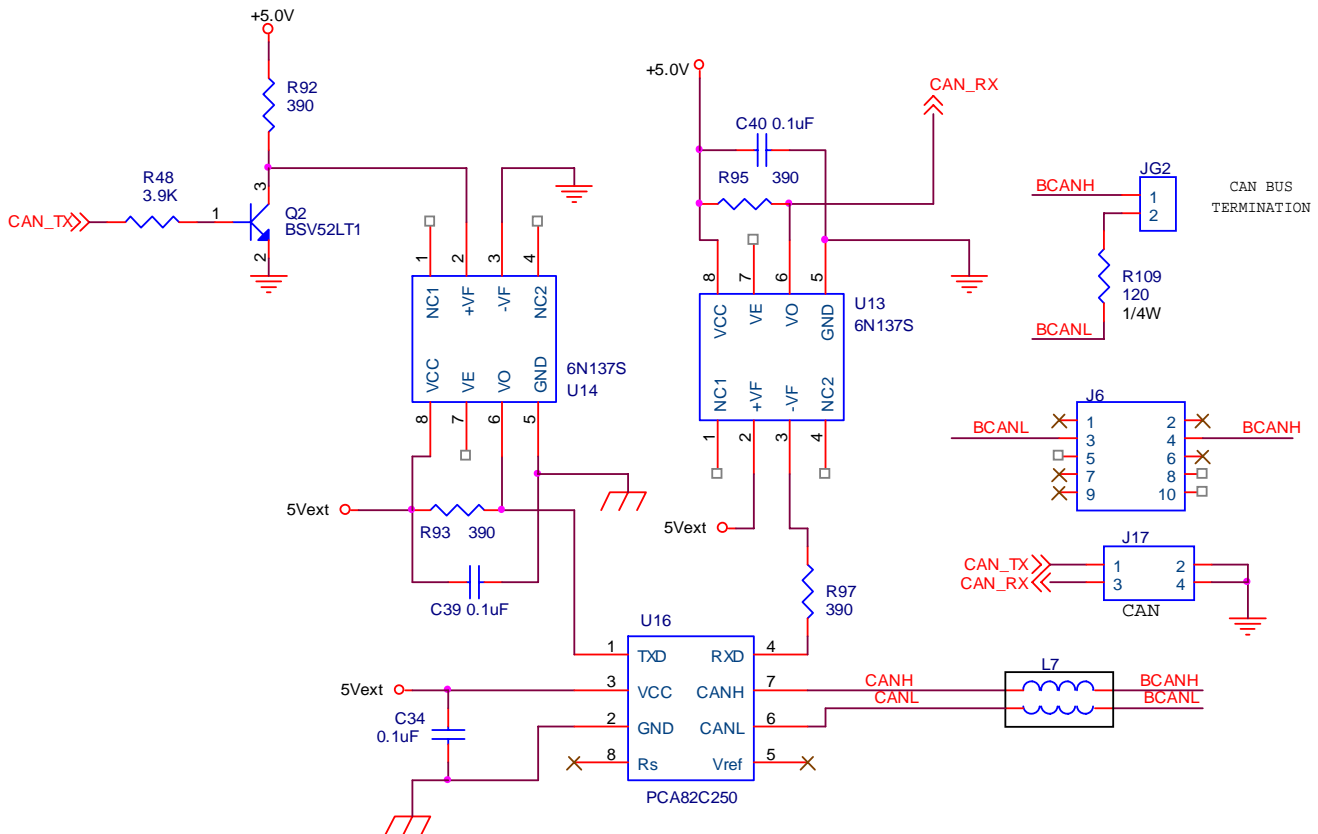 +5.0V
R92
390
R48
3.9K
CAN_TX
1
3
2
Q2
BSV52LT1
1
2
3
4
NC1
+VF
-VF
NC2
VCC
VE
VO
GND
8
7
6
5
6N137S
U14
5Vext
R93
390
C39 0.1uF
+5.0V
CAN_RX
C40 0.1uF
R95
390
8
7
6
5
VCC
VE
VO
GND
NC1
+VF
-VF
NC2
1
2
3
4
U13
6N137S
5Vext
R97
390
U16
1
TXD
RXD
4
3
VCC
CANH
7
2
GND
CANL
6
8
Rs
Vref
5
PCA82C250
5Vext
C34
0.1uF
CANH
CANL
L7
BCANH
BCANL
JG2
BCANH
1
2
CAN BUS
TERMINATION
R109
120
1/4W
BCANL
J6
BCANL
BCANH
1
2
3
4
5
6
7
8
9
10
J17
CAN_TX
CAN_RX
1
2
3
4
CAN